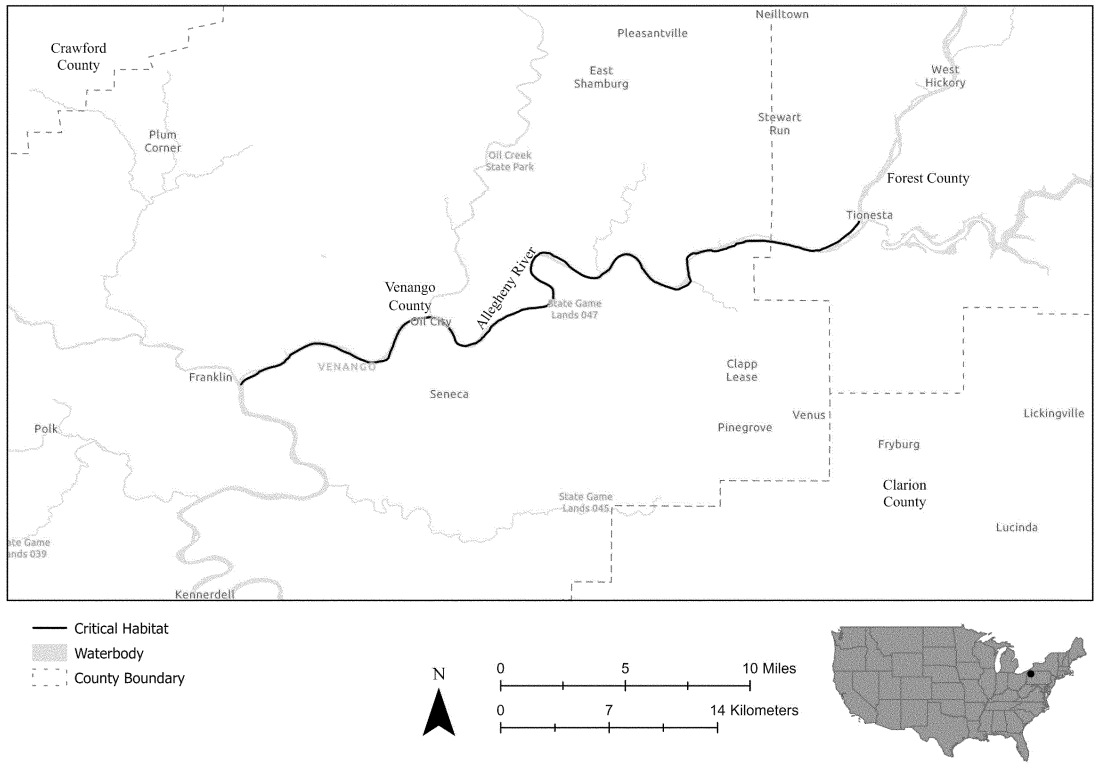 Neilltown
Pleasantville
Crawford
County
East
Shamburg
West
Hickory
Stewart
Run
Plum
Corner
Oil Creek
State Park
Forest County
Tionesta
Allegheny River
Venango
County
Oil City
State Game
Lands 047
VENANGO
Franklin
Clapp
Lease
Seneca
Venus
Lickingville
Polk
Pinegrove
Fryburg
Clarion
County
State Game
Lands 045
Lucinda
ate Game
ands 039
Kennerdell
Critical Habitat
Waterbody
County Boundary
N
0 5 10 Miles
0 7 14 Kilometers